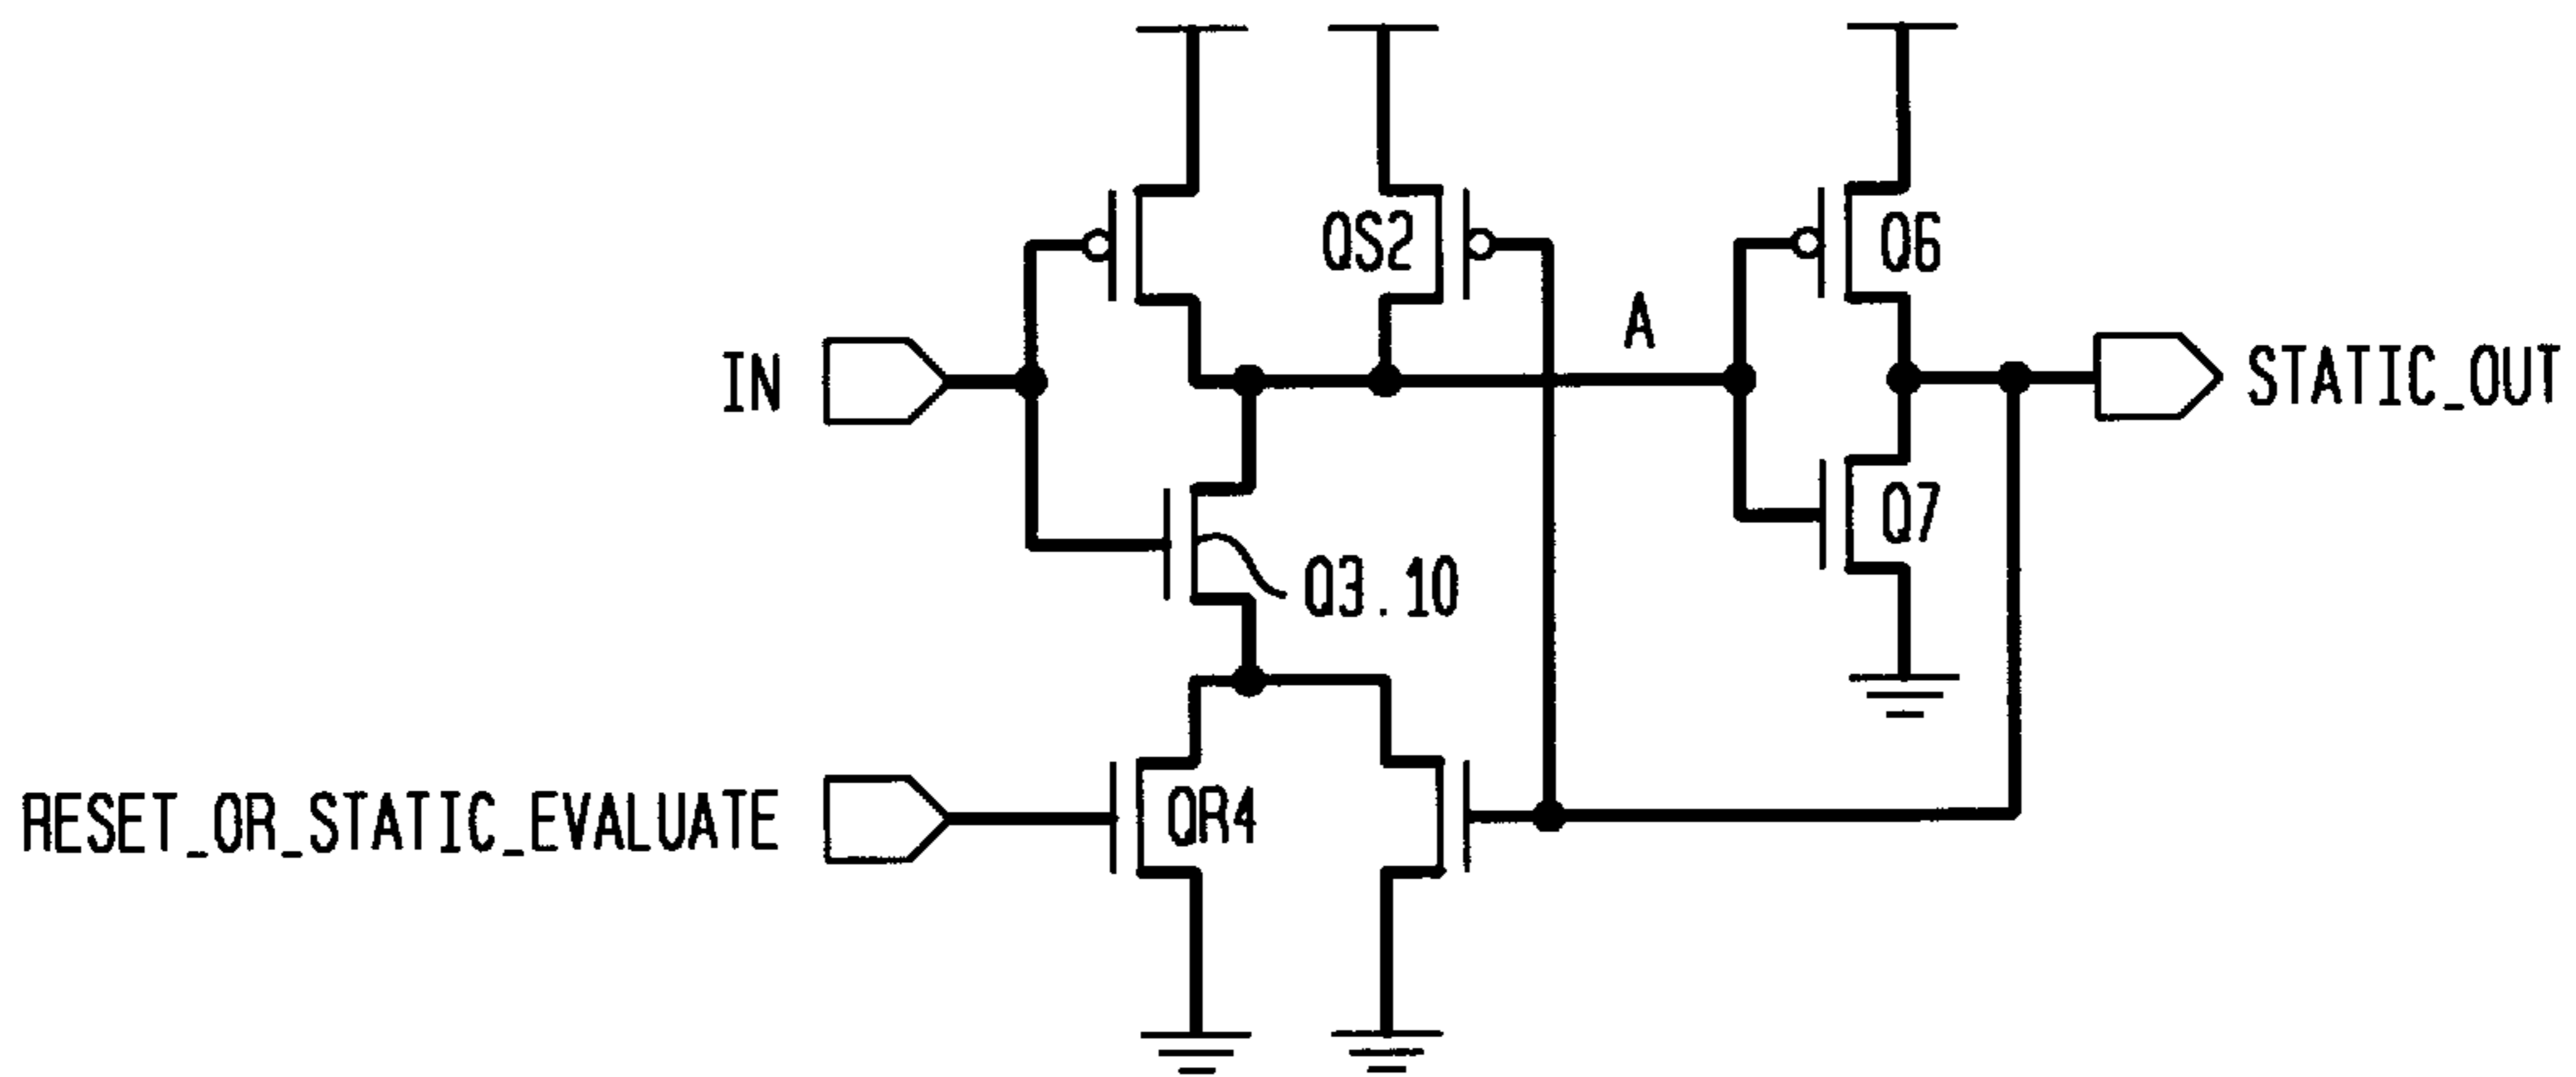 QS2
Q6
A
IN
STATIC_OUT
Q7
Q3.10
RESET_OR_STATIC_EVALUATE
QR4